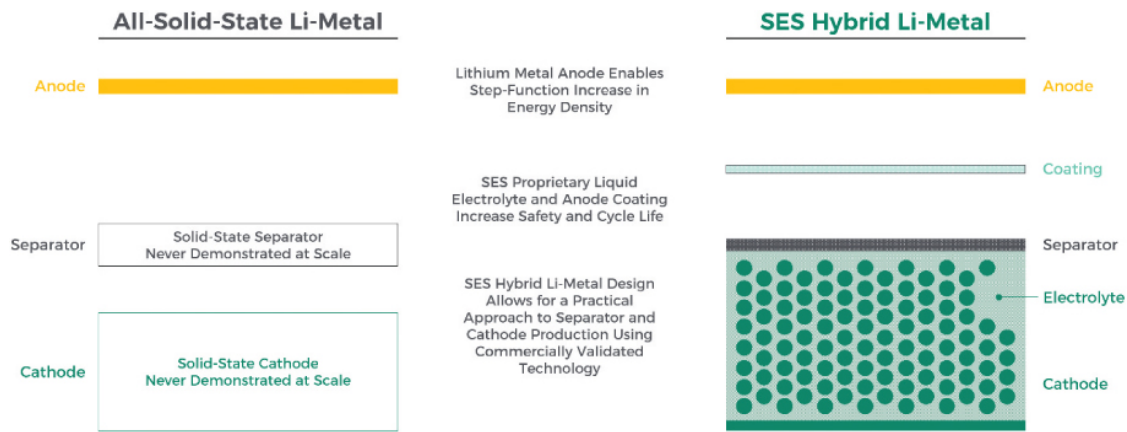 All-Solid-State Li-Metal
SES Hybrid Li-Metal
Anode
Lithium Metal Anode Enables
Step-Function Increase in
Energy Density
Anode
Coating
SES Proprietary Liquid
Electrolyte and Anode Coating
Increase Safety and Cycle Life
Separator
Solid-State Separator
Never Demonstrated at Scale
Separator
SES Hybrid Li-Metal Design
Allows for a Practical
Approach to Separator and
Cathode Production Using
Commercially Validated
Technology
Electrolyte
Cathode
Solid-State Cathode
Never Demonstrated at Scale
Cathode